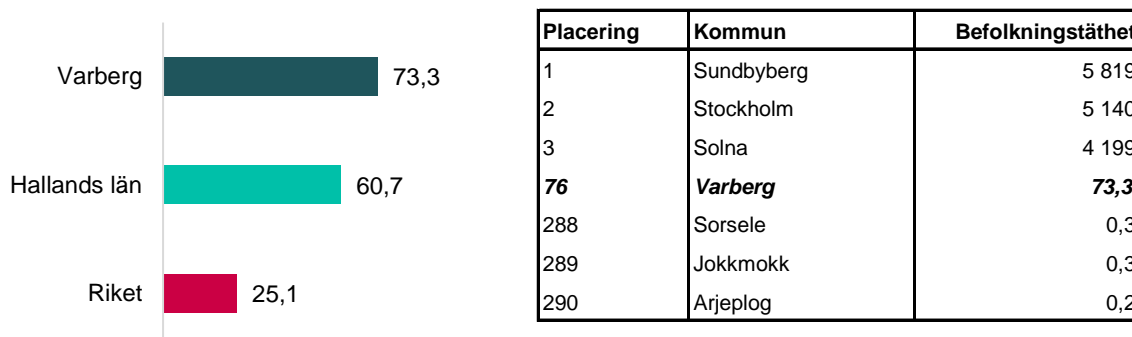 Varberg 73,3
Hallands län 60,7
Riket 25,1
Placering Kommun Befolkningstäthet
1 Sundbyberg 5 819
2 Stockholm 5 140
3 Solna 4 199
76 Varberg 73,3
288 Sorsele 0,3
289 Jokkmokk 0,3
290 Arjeplog 0,2